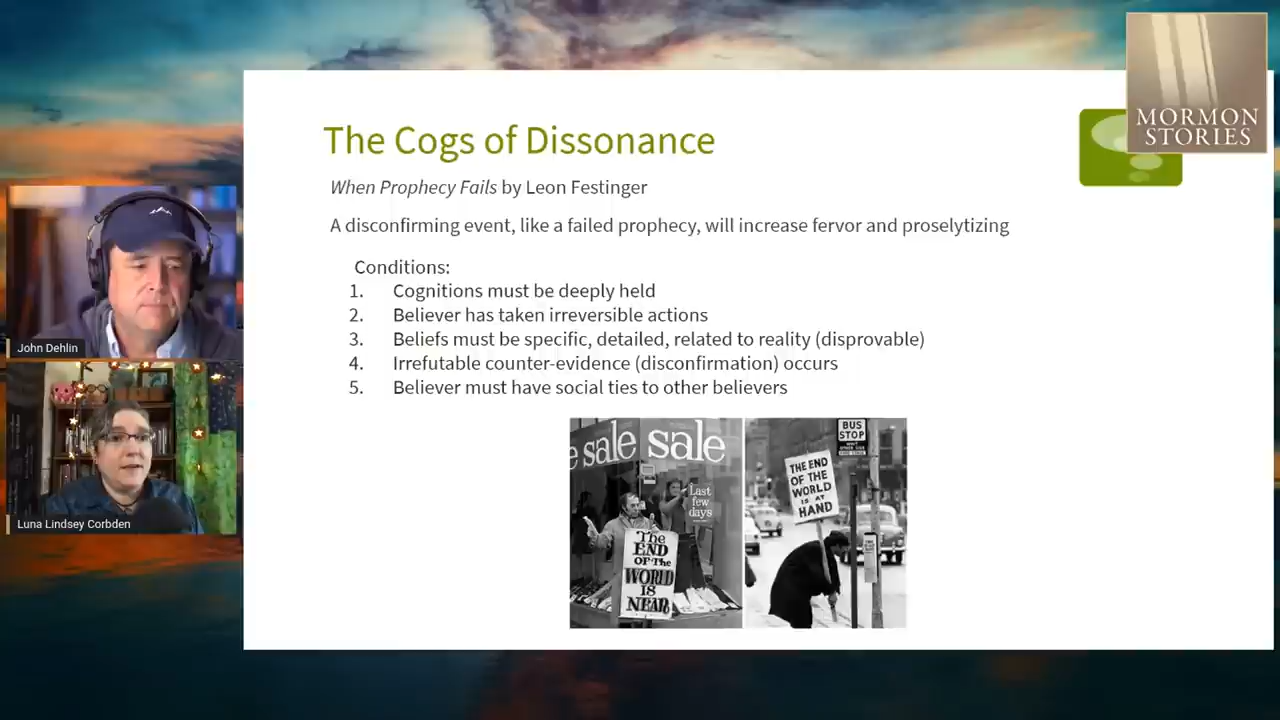 MORMON
STORIES
The Cogs of Dissonance
When Prophecy Fails by Leon Festinger
A disconfirming event, like a failed prophecy, will increase fervor and proselytizing
Conditions:
1. Cognitions must be deeply held
2. Believer has taken irreversible actions
3. Beliefs must be specific, detailed, related to reality (disprovable)
4. Irrefutable counter-evidence (disconfirmation) occurs
5. Believer must have social ties to other believers
John Dehlin
Luna Lindsey Corbden
e sale sale
Last
few
days
The
END
OF THE
WORLD
IS
NEAR
BUS
STOP
THE END
OF THE
WORLD
IS AT
HAND